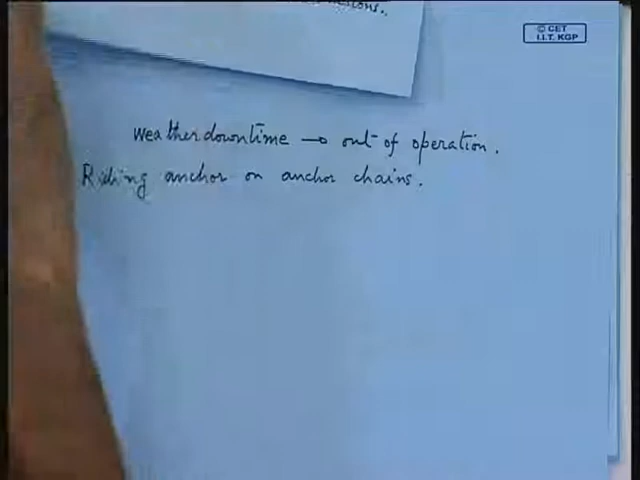 © CET
I.I.T. KGP
weather downtime → out of operation.
Riding anchor on anchor chains.